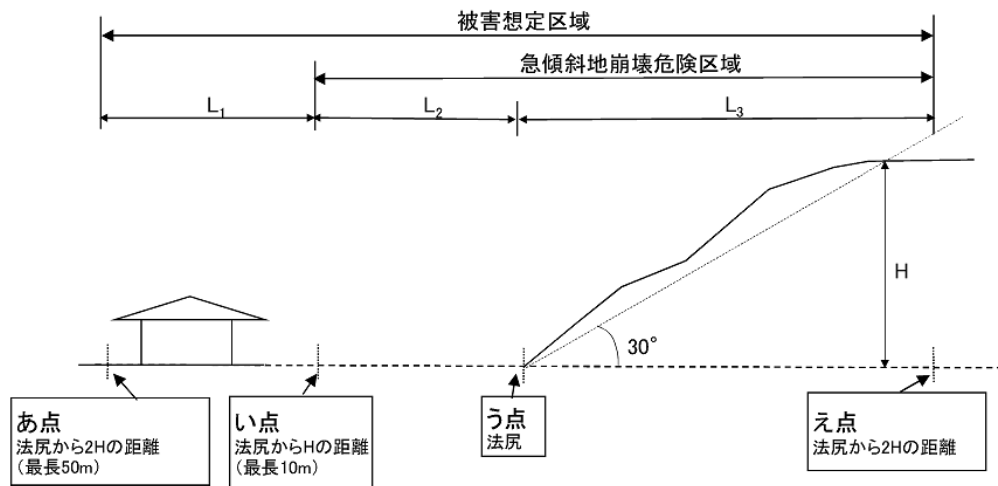 被害想定区域
急傾斜地崩壊危険区域
L₁
L₂
L₃
H
30°
あ点
法尻から2Hの距離
(最長50m)
い点
法尻からHの距離
(最長10m)
う点
法尻
え点
法尻から2Hの距離